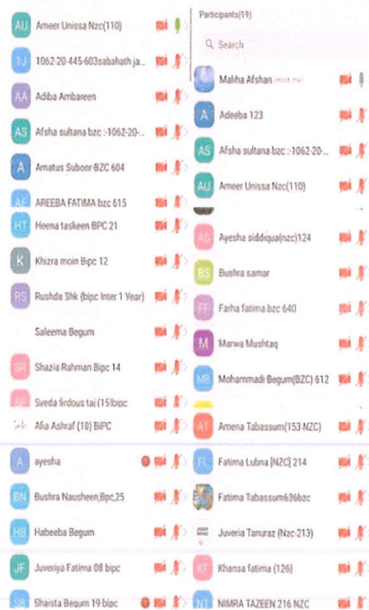 AU Ameer Unissa Nzc(110)
1J 1062-20-445-603sabahath.ja...
AA Adiba Ambareen
AS Afsha sultana bzc :-1062-20-..
A Amatus Suboor-BZC 604
AF AREEBA FATIMA bzc 615
HT Heena taskeen BPC 21
K Khizra moin Bipc 12
RS Rushda Shk (bipc Inter 1 Year)
Saleema Begum
SR Shazia Rahman Bipc 14
SF Syeda firdous taj (15)bipc
Afia Ashraf (10) BiPC
A ayesha
BN Bushra Nausheen,Bpc,25
HB Habeeba Begum
JF Juveriya Fatima 08 bipc
SB Shaista Begum 19 bipc
Participants(19)
Search
Maliha Afshan
A Adeeba 123
AS Afsha sultana bzc :-1062-20-...
AU Ameer Unissa Nzc(110)
AS Ayesha siddiqua(nzc)124
BS Bushra samar
FF Farha fatima bzc 640
M Marwa Mushtaq
MB Mohammadi Begum(BZC) 612
AT Amena Tabassum(153 NZC)
FL Fatima Lubna [NZC] 214
Fatima Tabassum636bzc
Juveria Tanuraz (Nzc-213)
KF Khansa fatima (126)
NT NIMRA TAZEEN 216 NZC